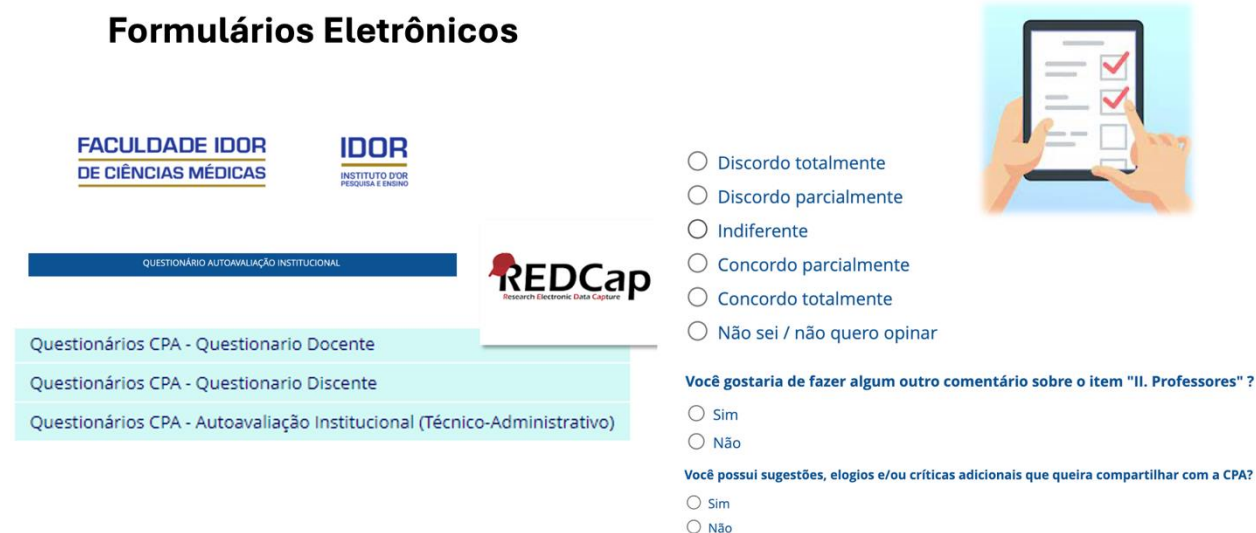 Formulários Eletrônicos
FACULDADE IDOR
DE CIÊNCIAS MÉDICAS
IDOR
INSTITUTO D'OR
PESQUISA E ENSINO
QUESTIONÁRIO AUTOAVALIAÇÃO INSTITUCIONAL
REDCap
Research Electronic Data Capture
Questionários CPA - Questionario Docente
Questionários CPA - Questionario Discente
Questionários CPA - Autoavaliação Institucional (Técnico-Administrativo)
Discordo totalmente
Discordo parcialmente
Indiferente
Concordo parcialmente
Concordo totalmente
Não sei / não quero opinar
Você gostaria de fazer algum outro comentário sobre o item "II. Professores" ?
Sim
Não
Você possui sugestões, elogios e/ou críticas adicionais que queira compartilhar com a CPA?
Sim
Não